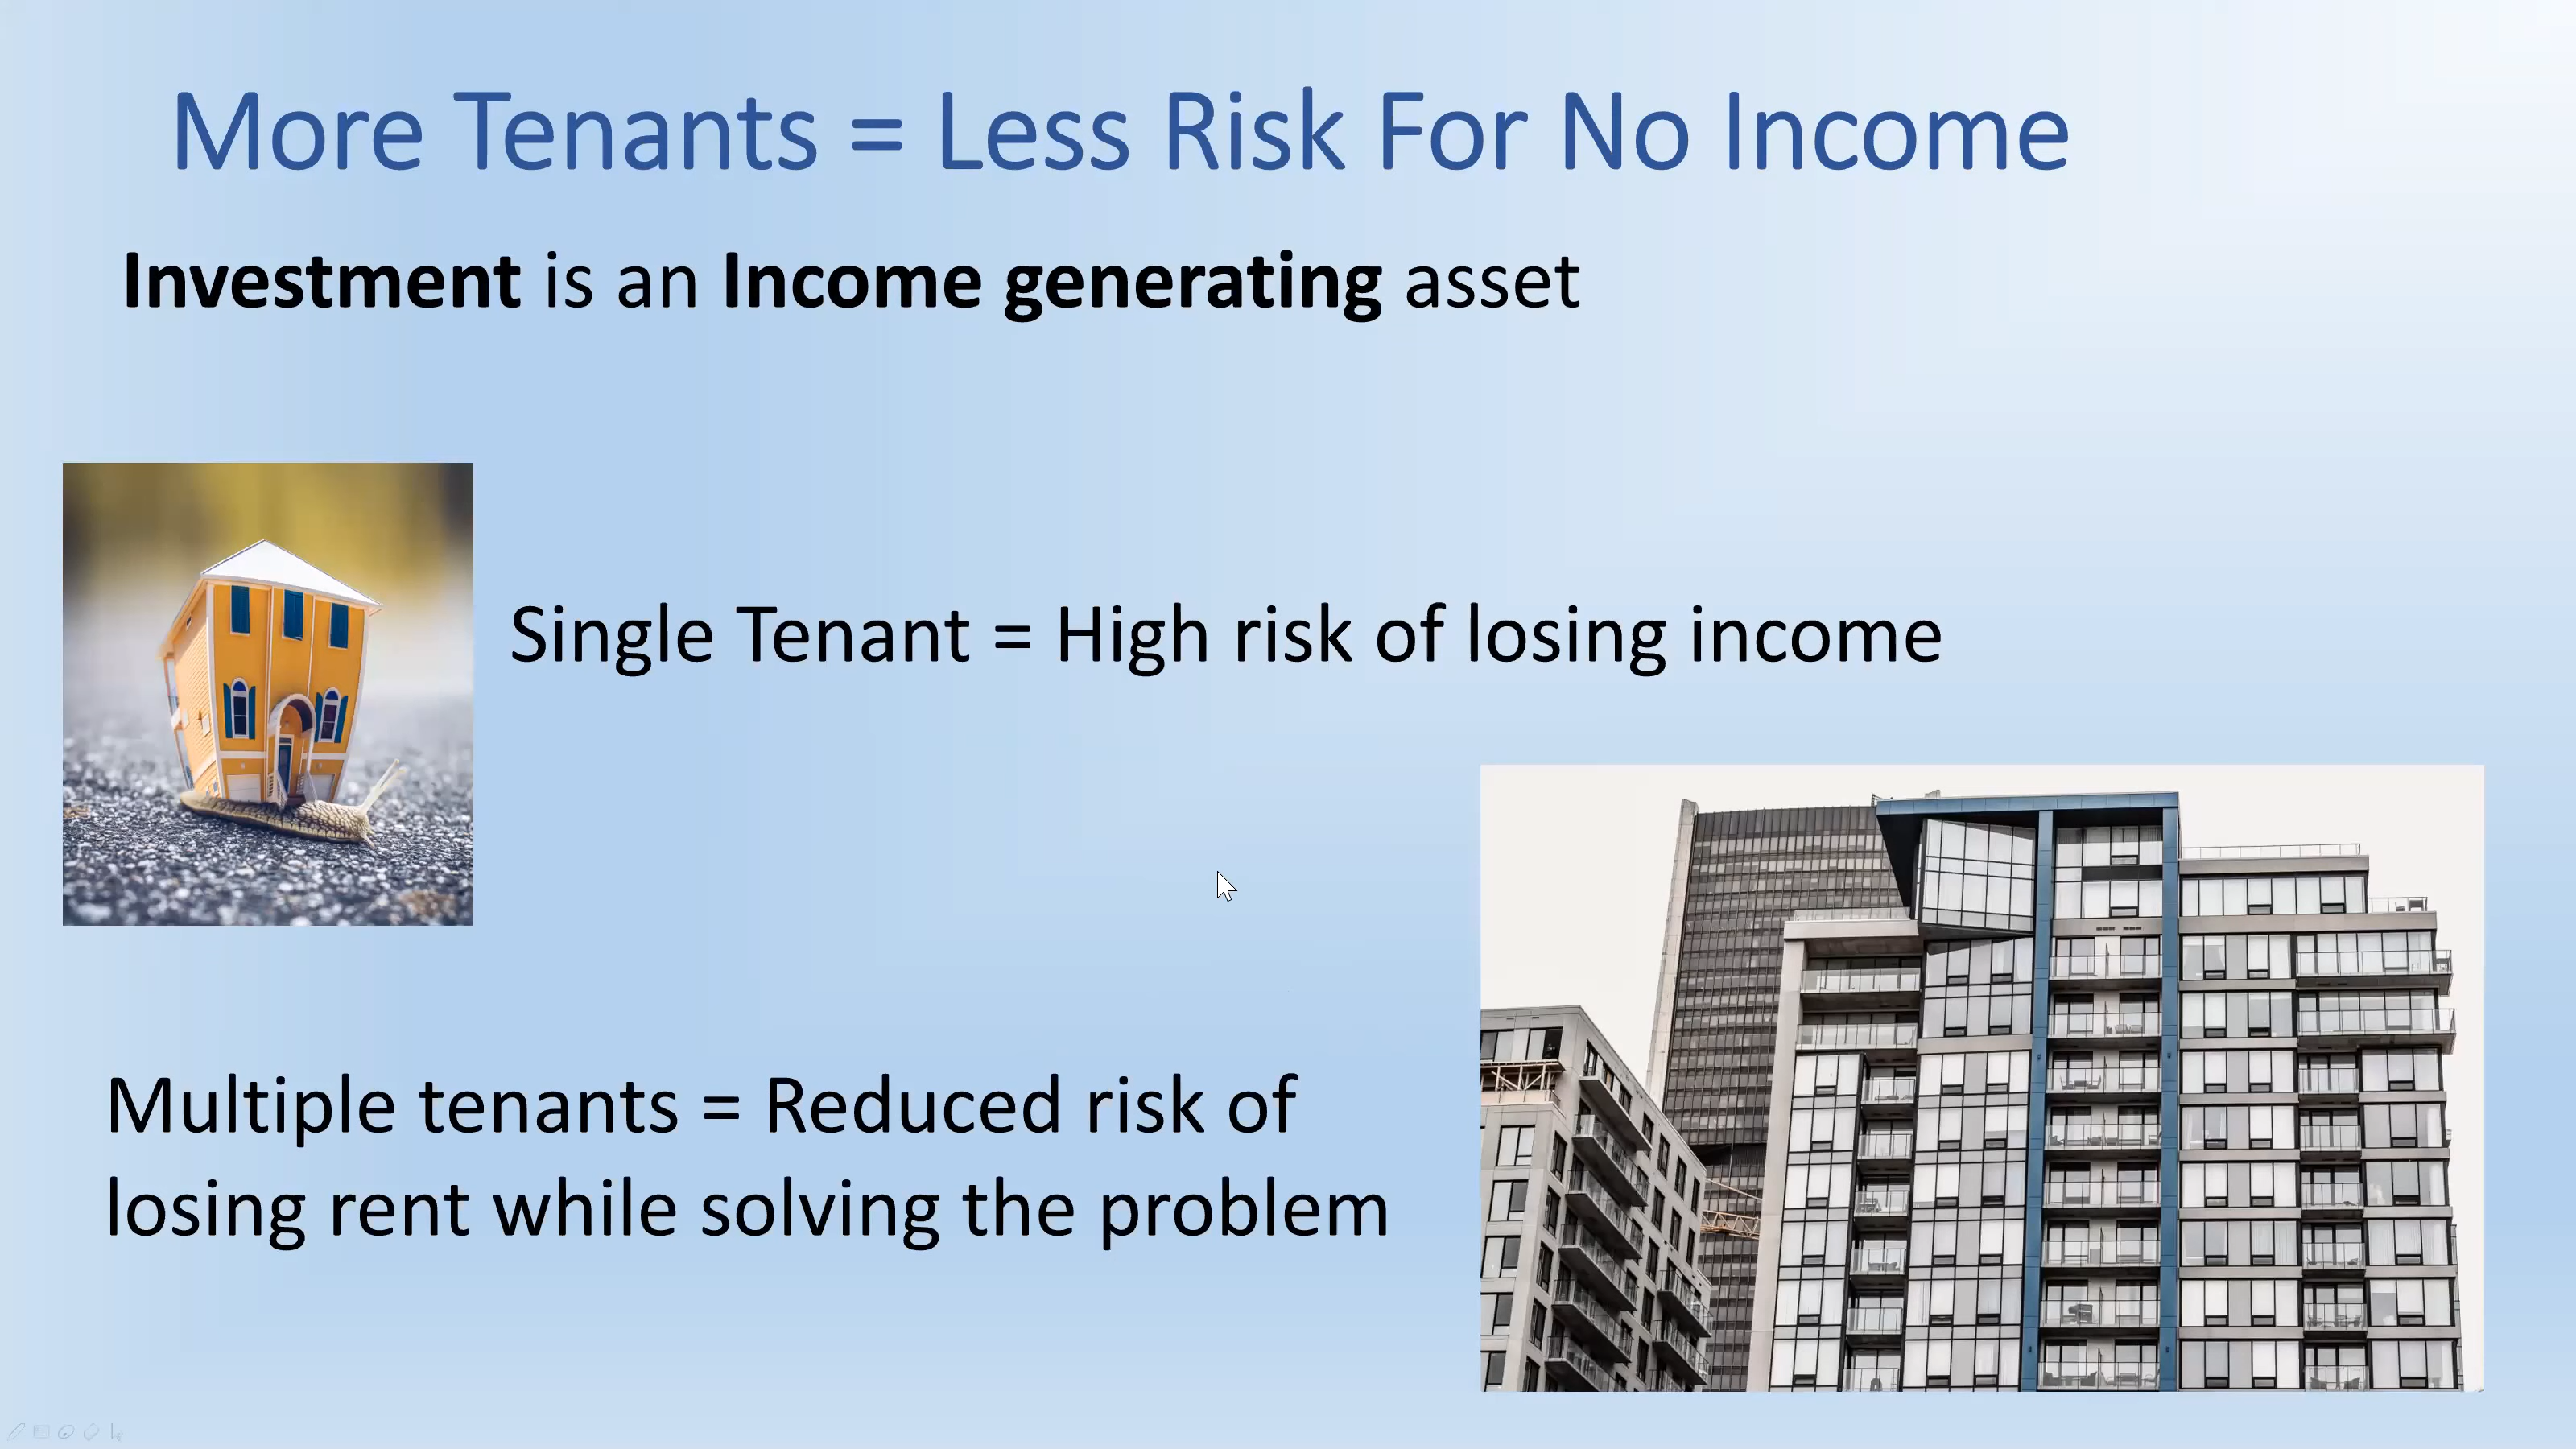 More Tenants = Less Risk For No Income
Investment is an Income generating asset
Single Tenant = High risk of losing income
Multiple tenants = Reduced risk of
losing rent while solving the problem